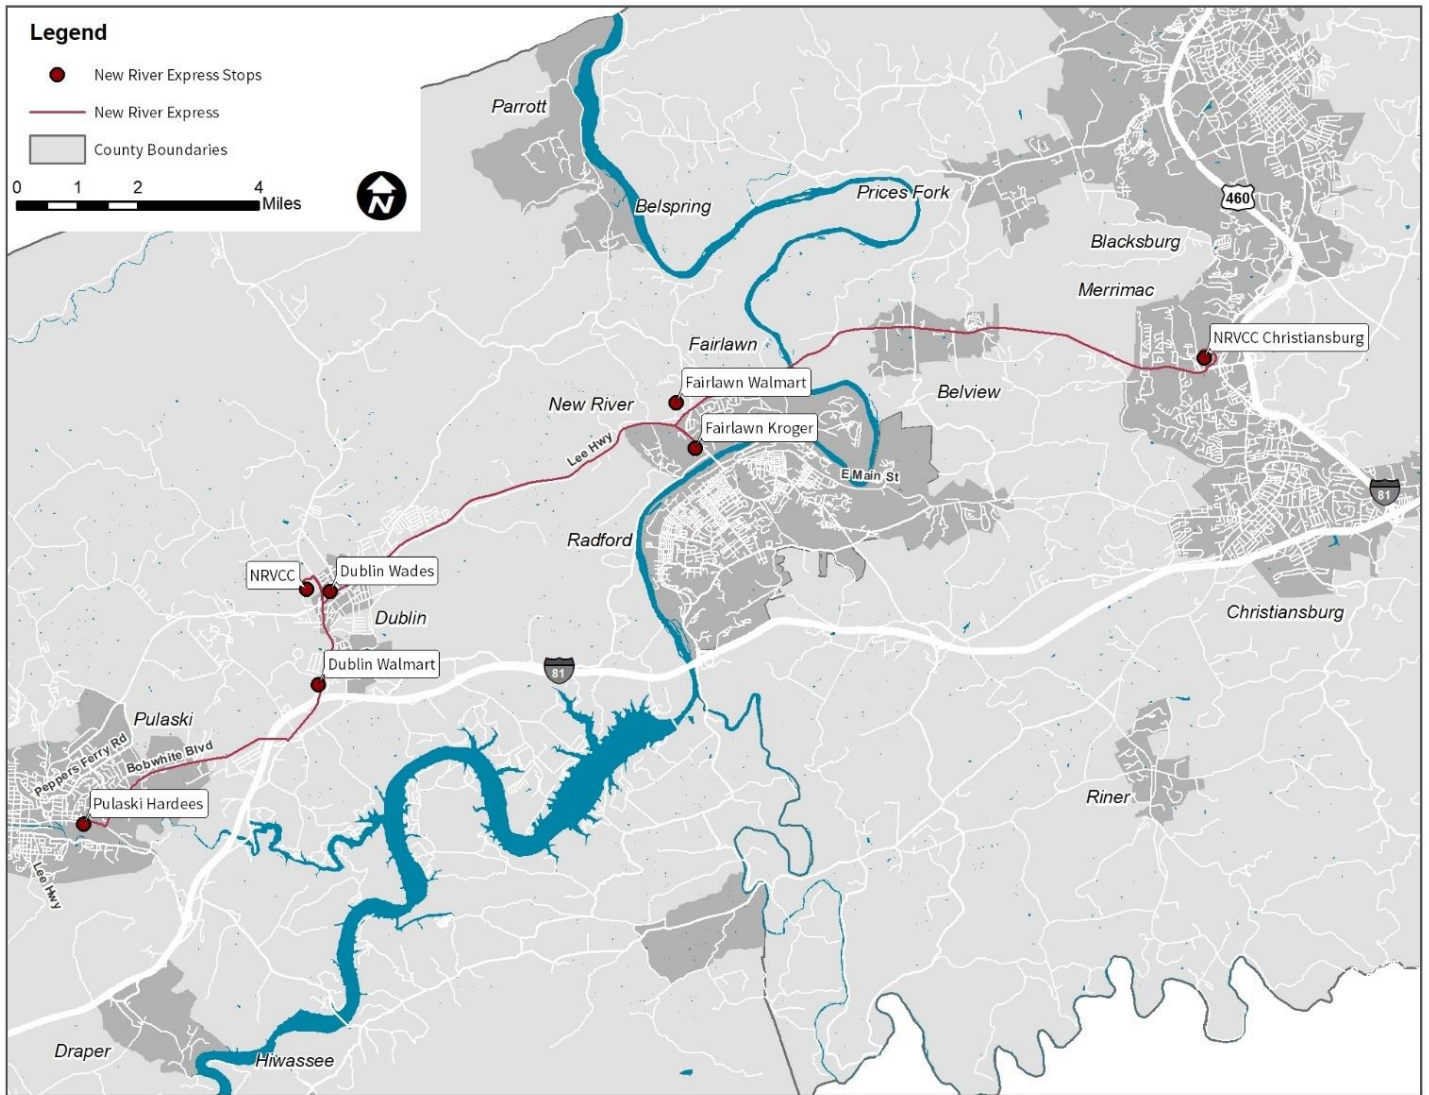 Legend
New River Express Stops
New River Express
County Boundaries
0 1 2 4
Miles
N
Parrott
Belspring
Prices Fork
460
Blacksburg
Merrimac
NRVCC Christiansburg
Fairlawn
Fairlawn Walmart
Belview
New River
Fairlawn Kroger
Lee Hwy
E Main St
81
Radford
NRVCC
Dublin Wades
Dublin
Christiansburg
Dublin Walmart
81
Pulaski
Peppers Ferry Rd
Bobwhite Blvd
Pulaski Hardees
Riner
Lee Hwy
Draper
Hiwassee